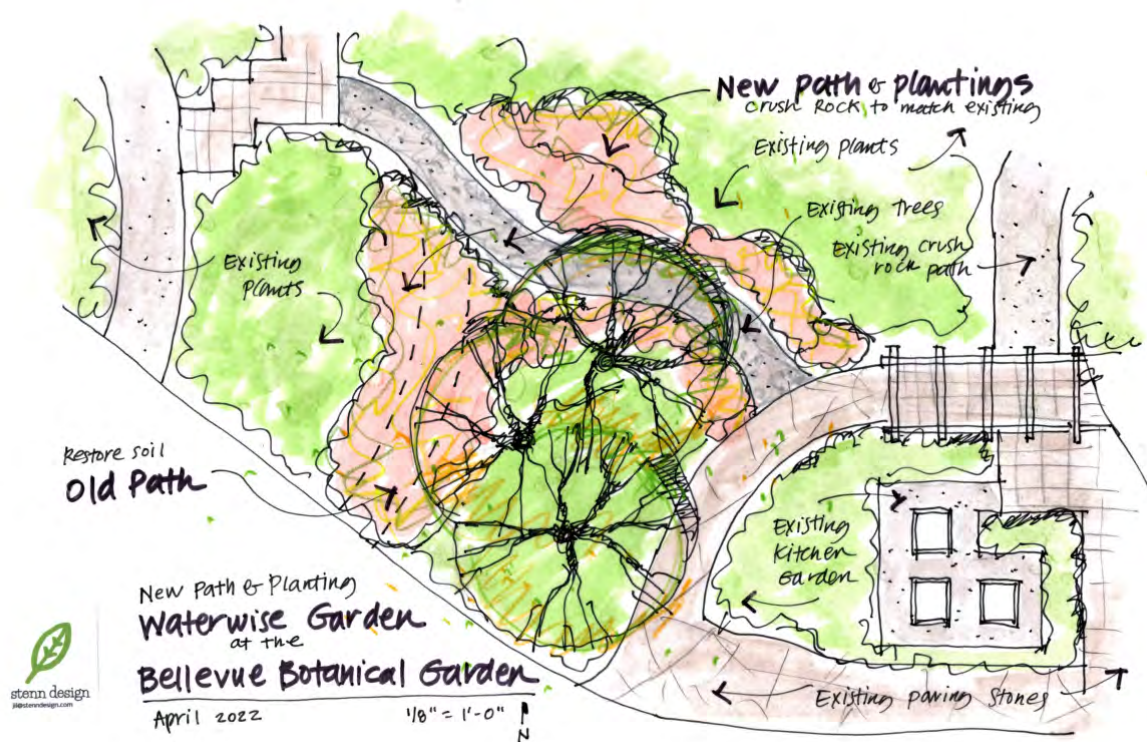 New path & plantings
crush Rock to match existing
Existing plants
Existing Trees
Existing crush
rock path
Existing
plants
Restore soil
Old Path
Existing
Kitchen
Garden
New Path & Planting
Waterwise Garden
at the
Bellevue Botanical Garden
April 2022
1/8" = 1'-0"
N
Existing paving stones
stenn design
jil@stenndesign.com